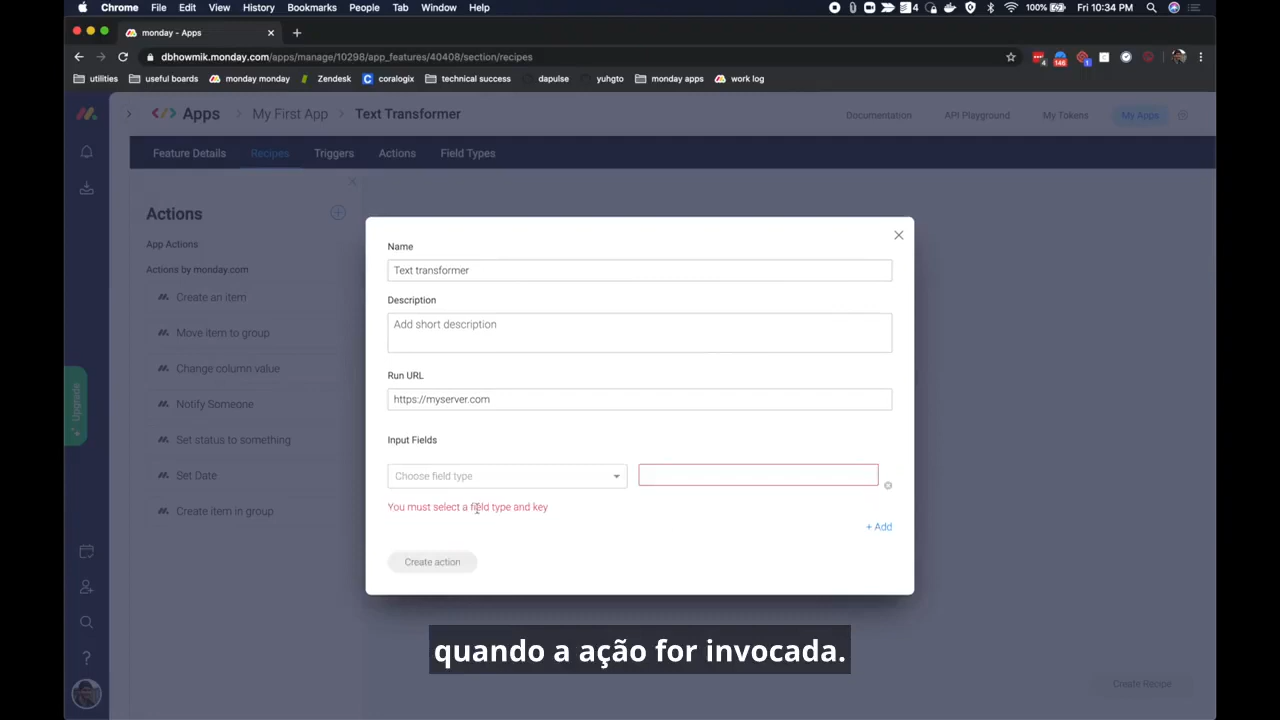 Chrome File Edit View History Bookmarks People Tab Window Help
4 100% Fri 10:34 PM
monday - Apps
dbhowmik.monday.com/apps/manage/10298/app_features/40408/section/recipes
utilities useful boards monday monday Zendesk coralogix technical success dapulse yuhgto monday apps work log
Apps > My First App > Text Transformer
Documentation API Playground My Tokens My Apps
Feature Details Recipes Triggers Actions Field Types
Actions
App Actions
Actions by monday.com
Create an item
Move item to group
Change column value
Notify Someone
Set status to something
Set Date
Create item in group
Upgrade
Name
Text transformer
Description
Add short description
Run URL
https://myserver.com
Input Fields
Choose field type
You must select a field type and key
+ Add
Create action
Create Recipe
quando a ação for invocada.